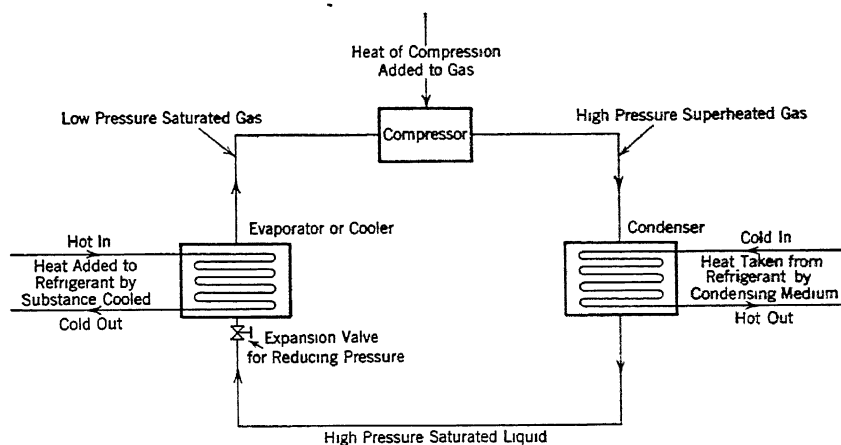 Heat of Compression
Added to Gas
Low Pressure Saturated Gas
Compressor
High Pressure Superheated Gas
Evaporator or Cooler
Condenser
Hot In
Heat Added to
Refrigerant by
Substance Cooled
Cold Out
Cold In
Heat Taken from
Refrigerant by
Condensing Medium
Hot Out
Expansion Valve
for Reducing Pressure
High Pressure Saturated Liquid